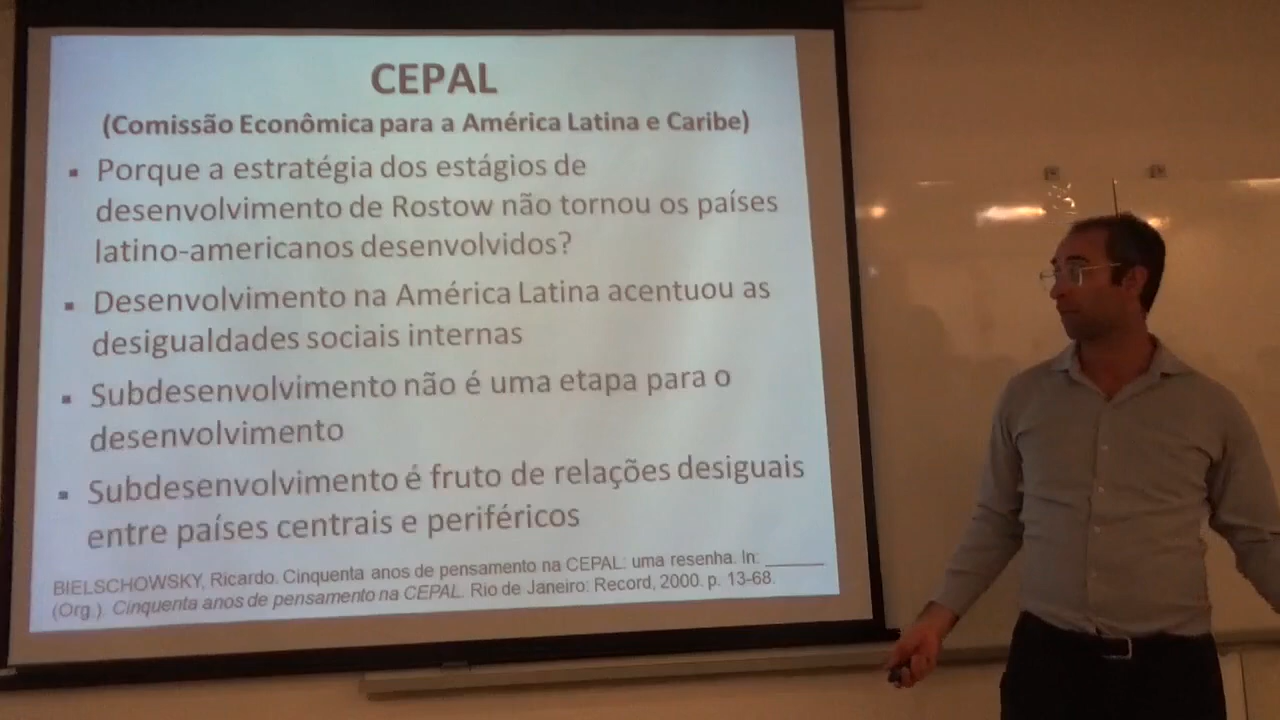 CEPAL
(Comissão Econômica para a América Latina e Caribe)
▪ Porque a estratégia dos estágios de
desenvolvimento de Rostow não tornou os países
latino-americanos desenvolvidos?
▪ Desenvolvimento na América Latina acentuou as
desigualdades sociais internas
▪ Subdesenvolvimento não é uma etapa para o
desenvolvimento
▪ Subdesenvolvimento é fruto de relações desiguais
entre países centrais e periféricos
BIELSCHOWSKY, Ricardo. Cinquenta anos de pensamento na CEPAL: uma resenha. In: ______
(Org.). Cinquenta anos de pensamento na CEPAL. Rio de Janeiro: Record, 2000. p. 13-68.